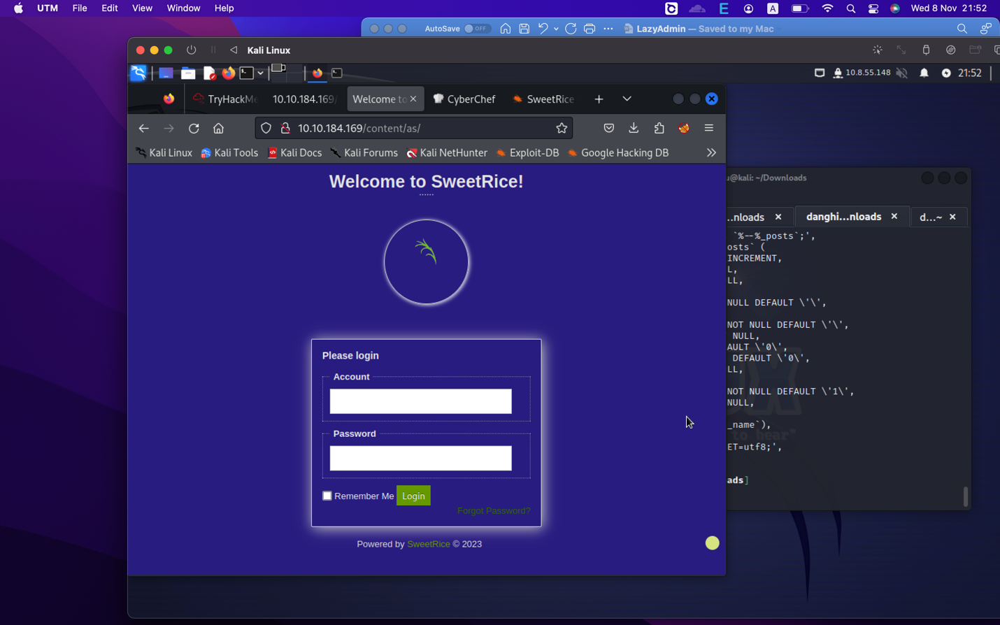 UTM File Edit View Window Help
A
Wed 8 Nov 21:52
AutoSave OFF
LazyAdmin — Saved to my Mac
Kali Linux
10.8.55.148
21:52
TryHackMe
10.10.184.169/
Welcome to
CyberChef
SweetRice
10.10.184.169/content/as/
Kali Linux Kali Tools Kali Docs Kali Forums Kali NetHunter Exploit-DB Google Hacking DB
Welcome to SweetRice!
......
Please login
Account
Password
Remember Me Login
Forgot Password?
Powered by SweetRice © 2023
u@kali: ~/Downloads
...nloads
danghi...nloads
d...~
`%--%_posts`;',
osts` (
INCREMENT,
L,
LL,
NULL DEFAULT \'\',
NOT NULL DEFAULT \'\',
NULL,
AULT \'0\',
DEFAULT \'0\',
LL,
NOT NULL DEFAULT \'1\',
NULL,
_name`),
to hear"
ET=utf8;',
ads]